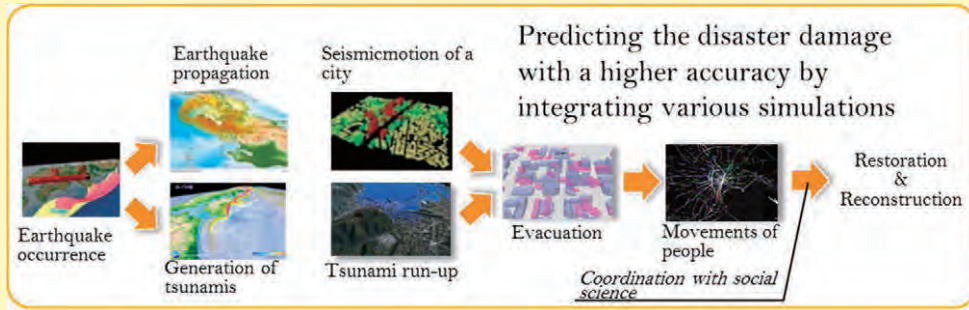 Predicting the disaster damage
with a higher accuracy by
integrating various simulations
Earthquake
propagation
Seismicmotion of a
city
Earthquake
occurrence
Generation of
tsunamis
Tsunami run-up
Evacuation
Movements of
people
Restoration
&
Reconstruction
Coordination with social
science